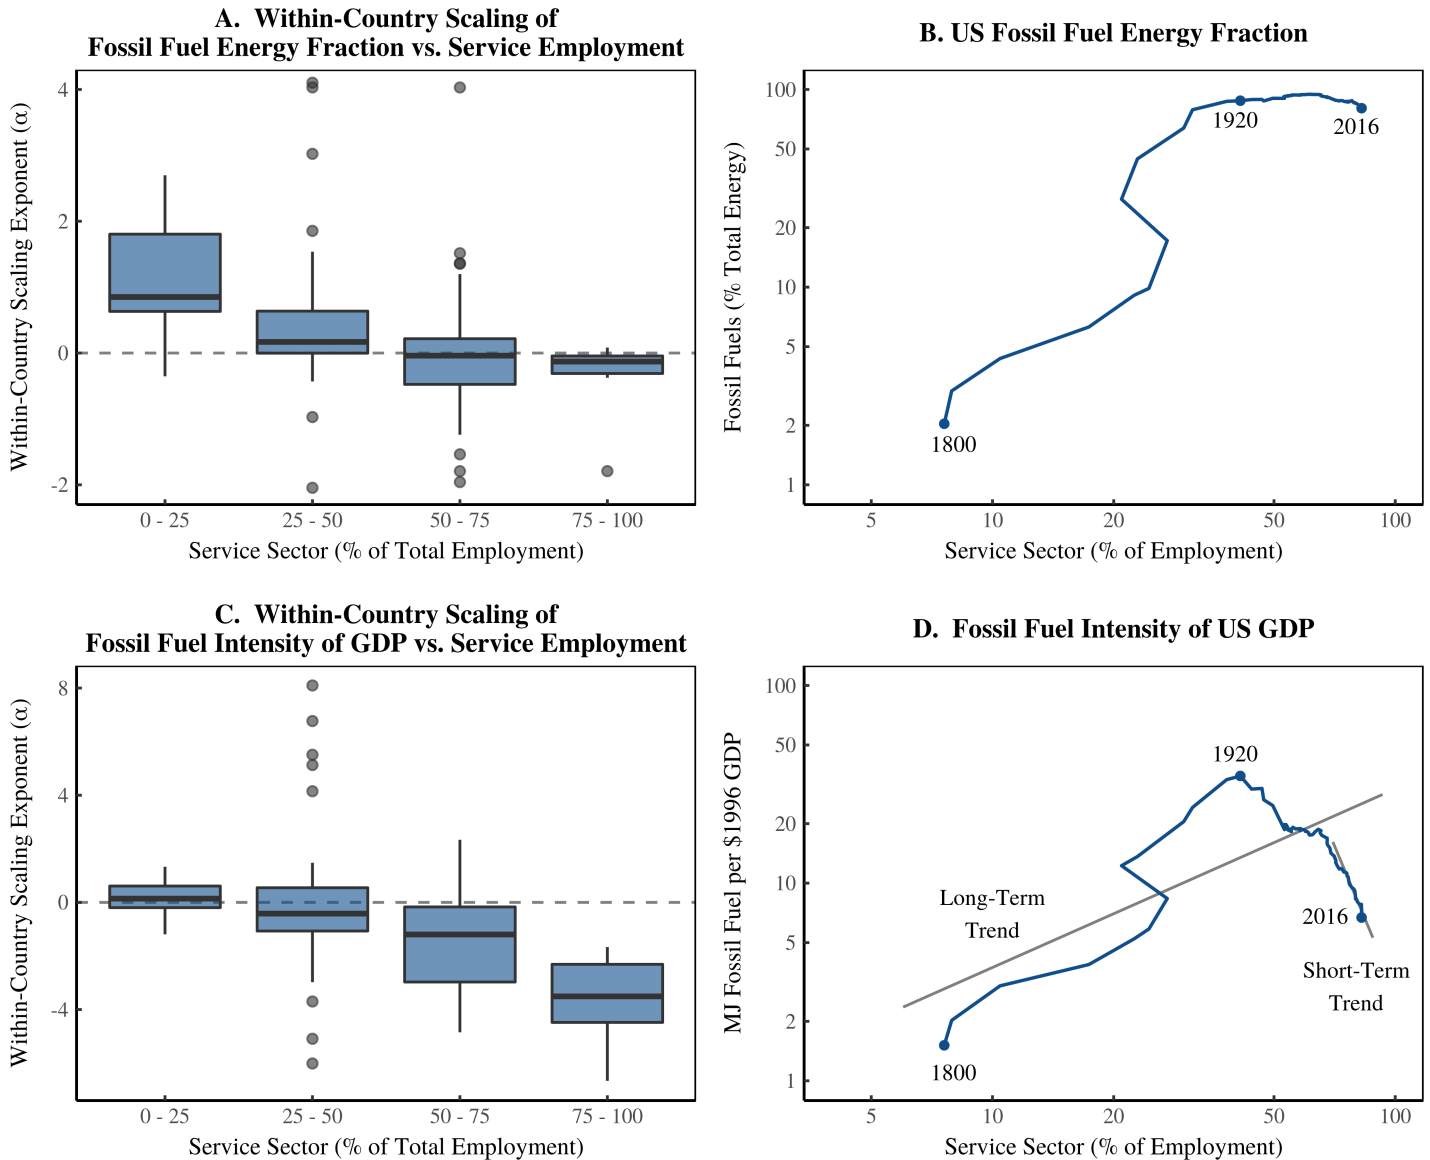 A.  Within-Country Scaling of
Fossil Fuel Energy Fraction vs. Service Employment
Within-Country Scaling Exponent (α)
4
2
0
-2
0 - 25
25 - 50
50 - 75
75 - 100
Service Sector (% of Total Employment)
B. US Fossil Fuel Energy Fraction
Fossil Fuels (% Total Energy)
100
50
20
10
5
2
1
1920
2016
1800
5
10
20
50
100
Service Sector (% of Employment)
C.  Within-Country Scaling of
Fossil Fuel Intensity of GDP vs. Service Employment
Within-Country Scaling Exponent (α)
8
4
0
-4
0 - 25
25 - 50
50 - 75
75 - 100
Service Sector (% of Total Employment)
D.  Fossil Fuel Intensity of US GDP
MJ Fossil Fuel per $1996 GDP
100
50
20
10
5
2
1
1920
Long-Term
Trend
2016
Short-Term
Trend
1800
5
10
20
50
100
Service Sector (% of Employment)